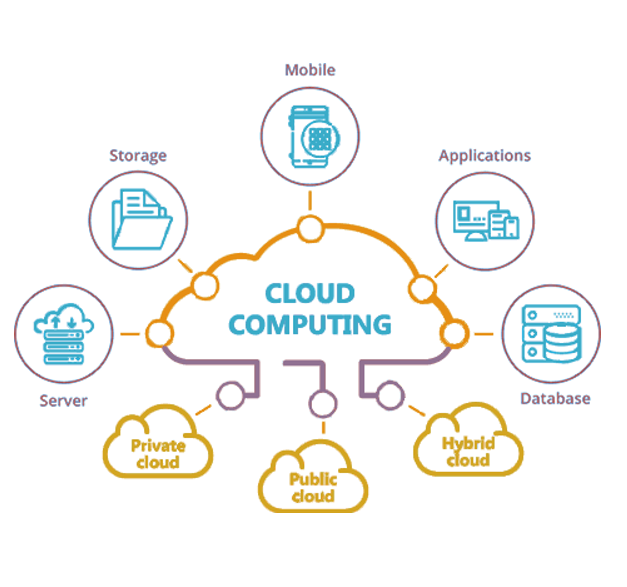 Mobile
Storage
Applications
CLOUD
COMPUTING
Server
Database
Private
cloud
Public
cloud
Hybrid
cloud